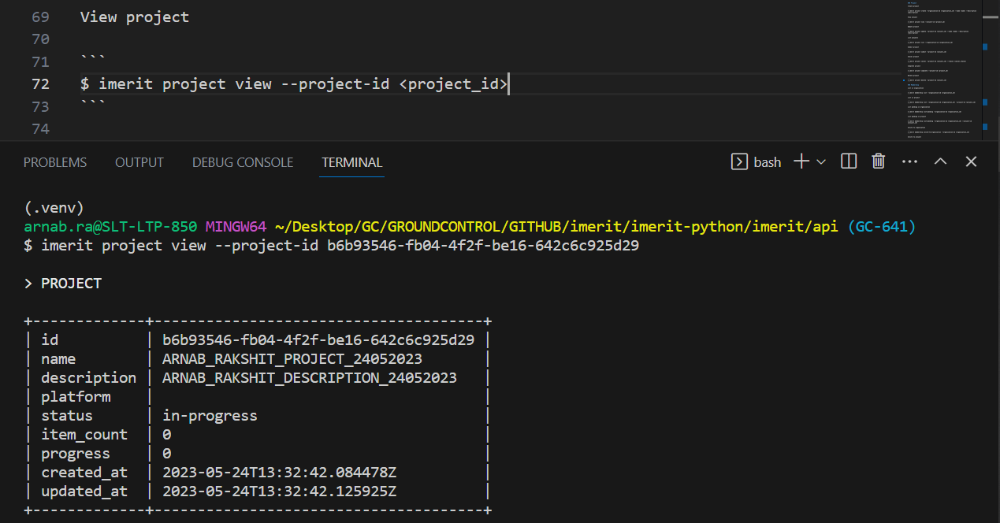 69 View project
70
71 ```
72 $ imerit project view --project-id <project_id>
73 ```
74
PROBLEMS OUTPUT DEBUG CONSOLE TERMINAL bash
(.venv)
arnab.ra@SLT-LTP-850 MINGW64 ~/Desktop/GC/GROUNDCONTROL/GITHUB/imerit/imerit-python/imerit/api (GC-641)
$ imerit project view --project-id b6b93546-fb04-4f2f-be16-642c6c925d29
> PROJECT
+-------------+--------------------------------------+
| id | b6b93546-fb04-4f2f-be16-642c6c925d29 |
| name | ARNAB_RAKSHIT_PROJECT_24052023 |
| description | ARNAB_RAKSHIT_DESCRIPTION_24052023 |
| platform | |
| status | in-progress |
| item_count | 0 |
| progress | 0 |
| created_at | 2023-05-24T13:32:42.084478Z |
| updated_at | 2023-05-24T13:32:42.125925Z |
+-------------+--------------------------------------+